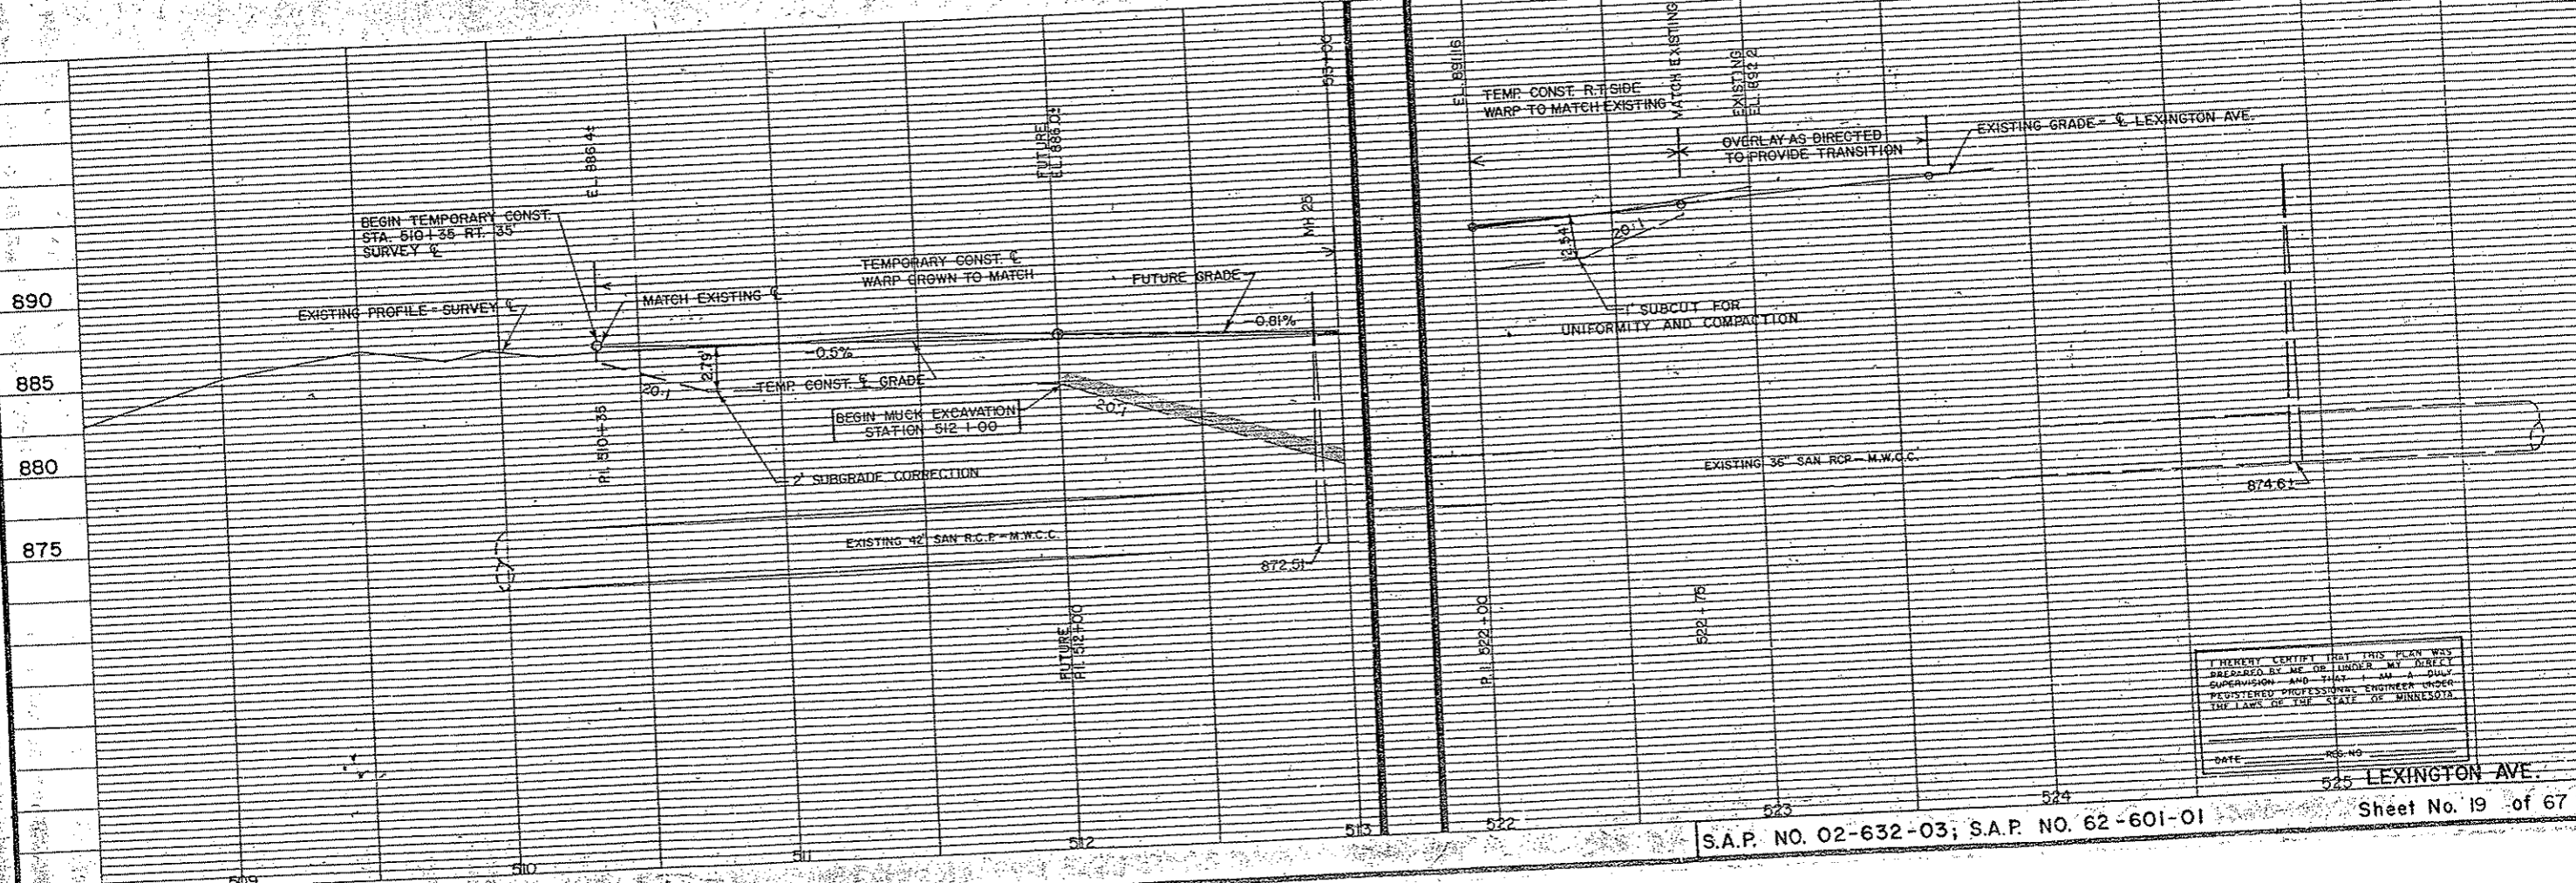 890
885
880
875
BEGIN TEMPORARY CONST.
STA. 510+35 RT. 35'
SURVEY ℄
EXISTING PROFILE - SURVEY ℄
EL. 886.4±
MATCH EXISTING ℄
TEMPORARY CONST. ℄
WARP CROWN TO MATCH
FUTURE
EL. 886.0±
FUTURE GRADE
-0.81%
-0.5%
2.79'
20:1
TEMP. CONST. ℄ GRADE
BEGIN MUCK EXCAVATION
STATION 512+00
20:1
P.I. 510+35
2' SUBGRADE CORRECTION
EXISTING 42" SAN R.C.P. - M.W.C.C.
872.51
MH 25
513+00
FUTURE
P.I. 512+00
EL. 891.16
TEMP. CONST. RT. SIDE
WARP TO MATCH EXISTING
MATCH EXISTING
EXISTING
EL. 892.2
OVERLAY AS DIRECTED
TO PROVIDE TRANSITION
EXISTING GRADE - ℄ LEXINGTON AVE.
2.54'
20:1
1' SUBCUT FOR
UNIFORMITY AND COMPACTION
EXISTING 36" SAN RCP - M.W.C.C.
874.6±
P.I. 522+00
522+75
I HEREBY CERTIFY THAT THIS PLAN WAS
PREPARED BY ME OR UNDER MY DIRECT
SUPERVISION AND THAT I AM A DULY
REGISTERED PROFESSIONAL ENGINEER UNDER
THE LAWS OF THE STATE OF MINNESOTA
DATE REG. NO.
509
510
511
512
513
522
523
524
525
LEXINGTON AVE.
S.A.P. NO. 02-632-03; S.A.P. NO. 62-601-01
Sheet No. 19 of 67